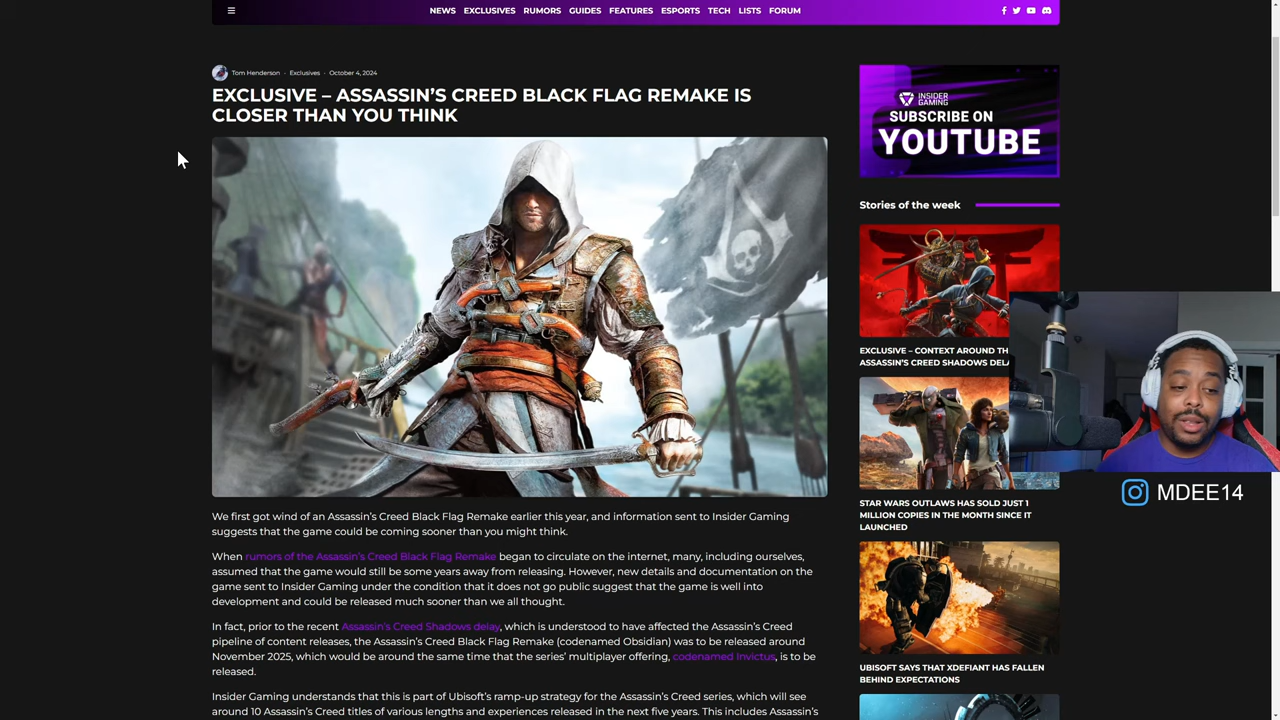 NEWS EXCLUSIVES RUMORS GUIDES FEATURES ESPORTS TECH LISTS FORUM
Tom Henderson · Exclusives · October 4, 2024
EXCLUSIVE – ASSASSIN'S CREED BLACK FLAG REMAKE IS
CLOSER THAN YOU THINK
We first got wind of an Assassin's Creed Black Flag Remake earlier this year, and information sent to Insider Gaming
suggests that the game could be coming sooner than you might think.
When rumors of the Assassin's Creed Black Flag Remake began to circulate on the internet, many, including ourselves,
assumed that the game would still be some years away from releasing. However, new details and documentation on the
game sent to Insider Gaming under the condition that it does not go public suggest that the game is well into
development and could be released much sooner than we all thought.
In fact, prior to the recent Assassin's Creed Shadows delay, which is understood to have affected the Assassin's Creed
pipeline of content releases, the Assassin's Creed Black Flag Remake (codenamed Obsidian) was to be released around
November 2025, which would be around the same time that the series' multiplayer offering, codenamed Invictus, is to be
released.
Insider Gaming understands that this is part of Ubisoft's ramp-up strategy for the Assassin's Creed series, which will see
around 10 Assassin's Creed titles of various lengths and experiences released in the next five years. This includes Assassin's
INSIDER
GAMING
SUBSCRIBE ON
YOUTUBE
Stories of the week
EXCLUSIVE – CONTEXT AROUND TH
ASSASSIN'S CREED SHADOWS DELA
STAR WARS OUTLAWS HAS SOLD JUST 1
MILLION COPIES IN THE MONTH SINCE IT
LAUNCHED
UBISOFT SAYS THAT XDEFIANT HAS FALLEN
BEHIND EXPECTATIONS
MDEE14